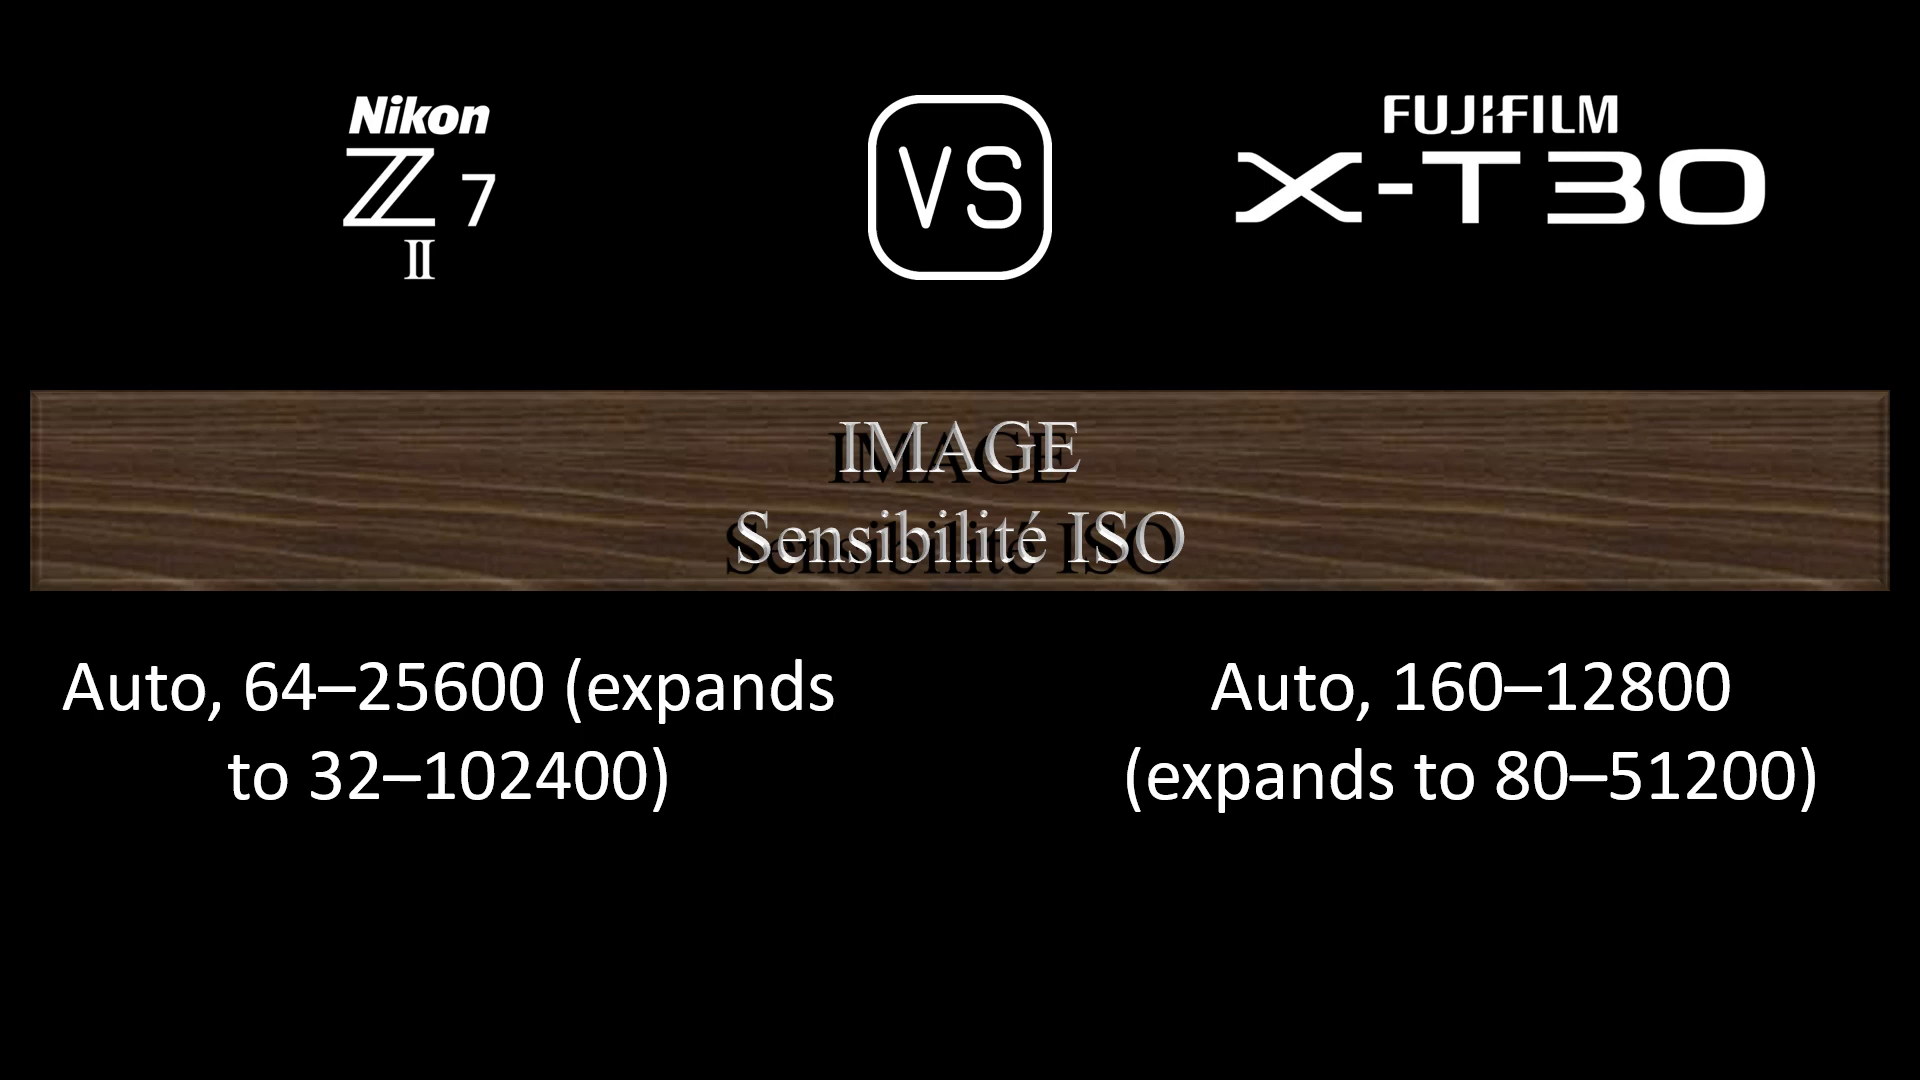 Nikon
Z 7
II
VS
FUJIFILM
X-T30
IMAGE
Sensibilité ISO
Auto, 64–25600 (expands
to 32–102400)
Auto, 160–12800
(expands to 80–51200)